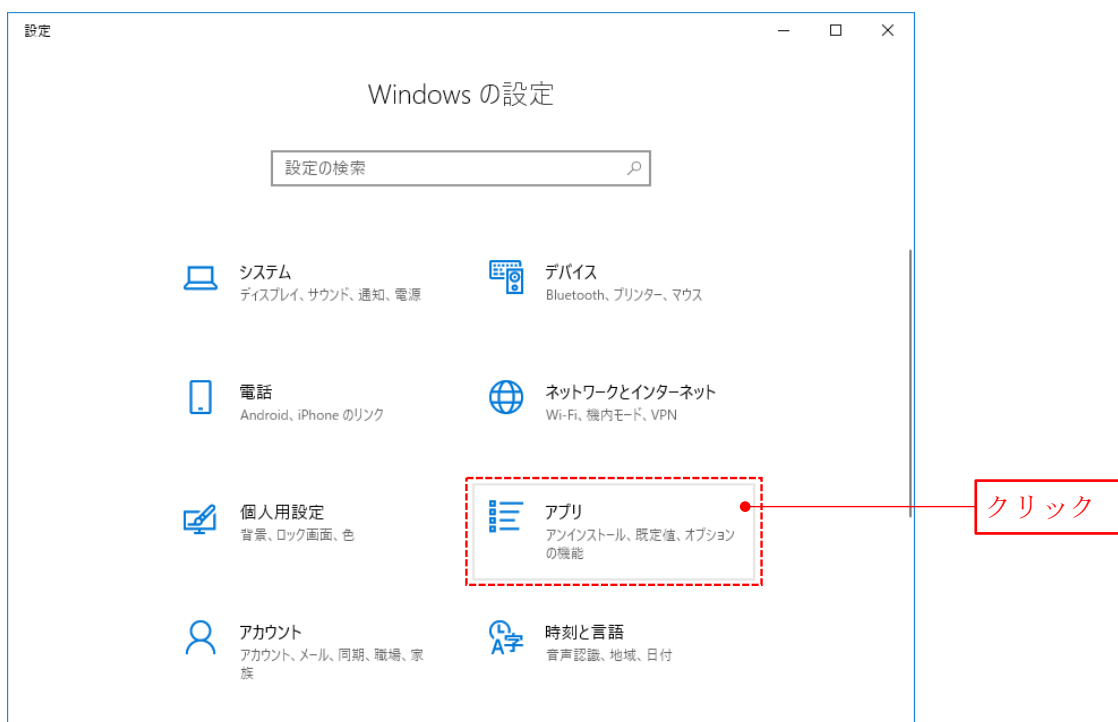 設定
Windows の設定
設定の検索
システム
ディスプレイ、サウンド、通知、電源
デバイス
Bluetooth、プリンター、マウス
電話
Android、iPhone のリンク
ネットワークとインターネット
Wi-Fi、機内モード、VPN
個人用設定
背景、ロック画面、色
アプリ
アンインストール、既定値、オプション
の機能
クリック
アカウント
アカウント、メール、同期、職場、家
族
時刻と言語
音声認識、地域、日付